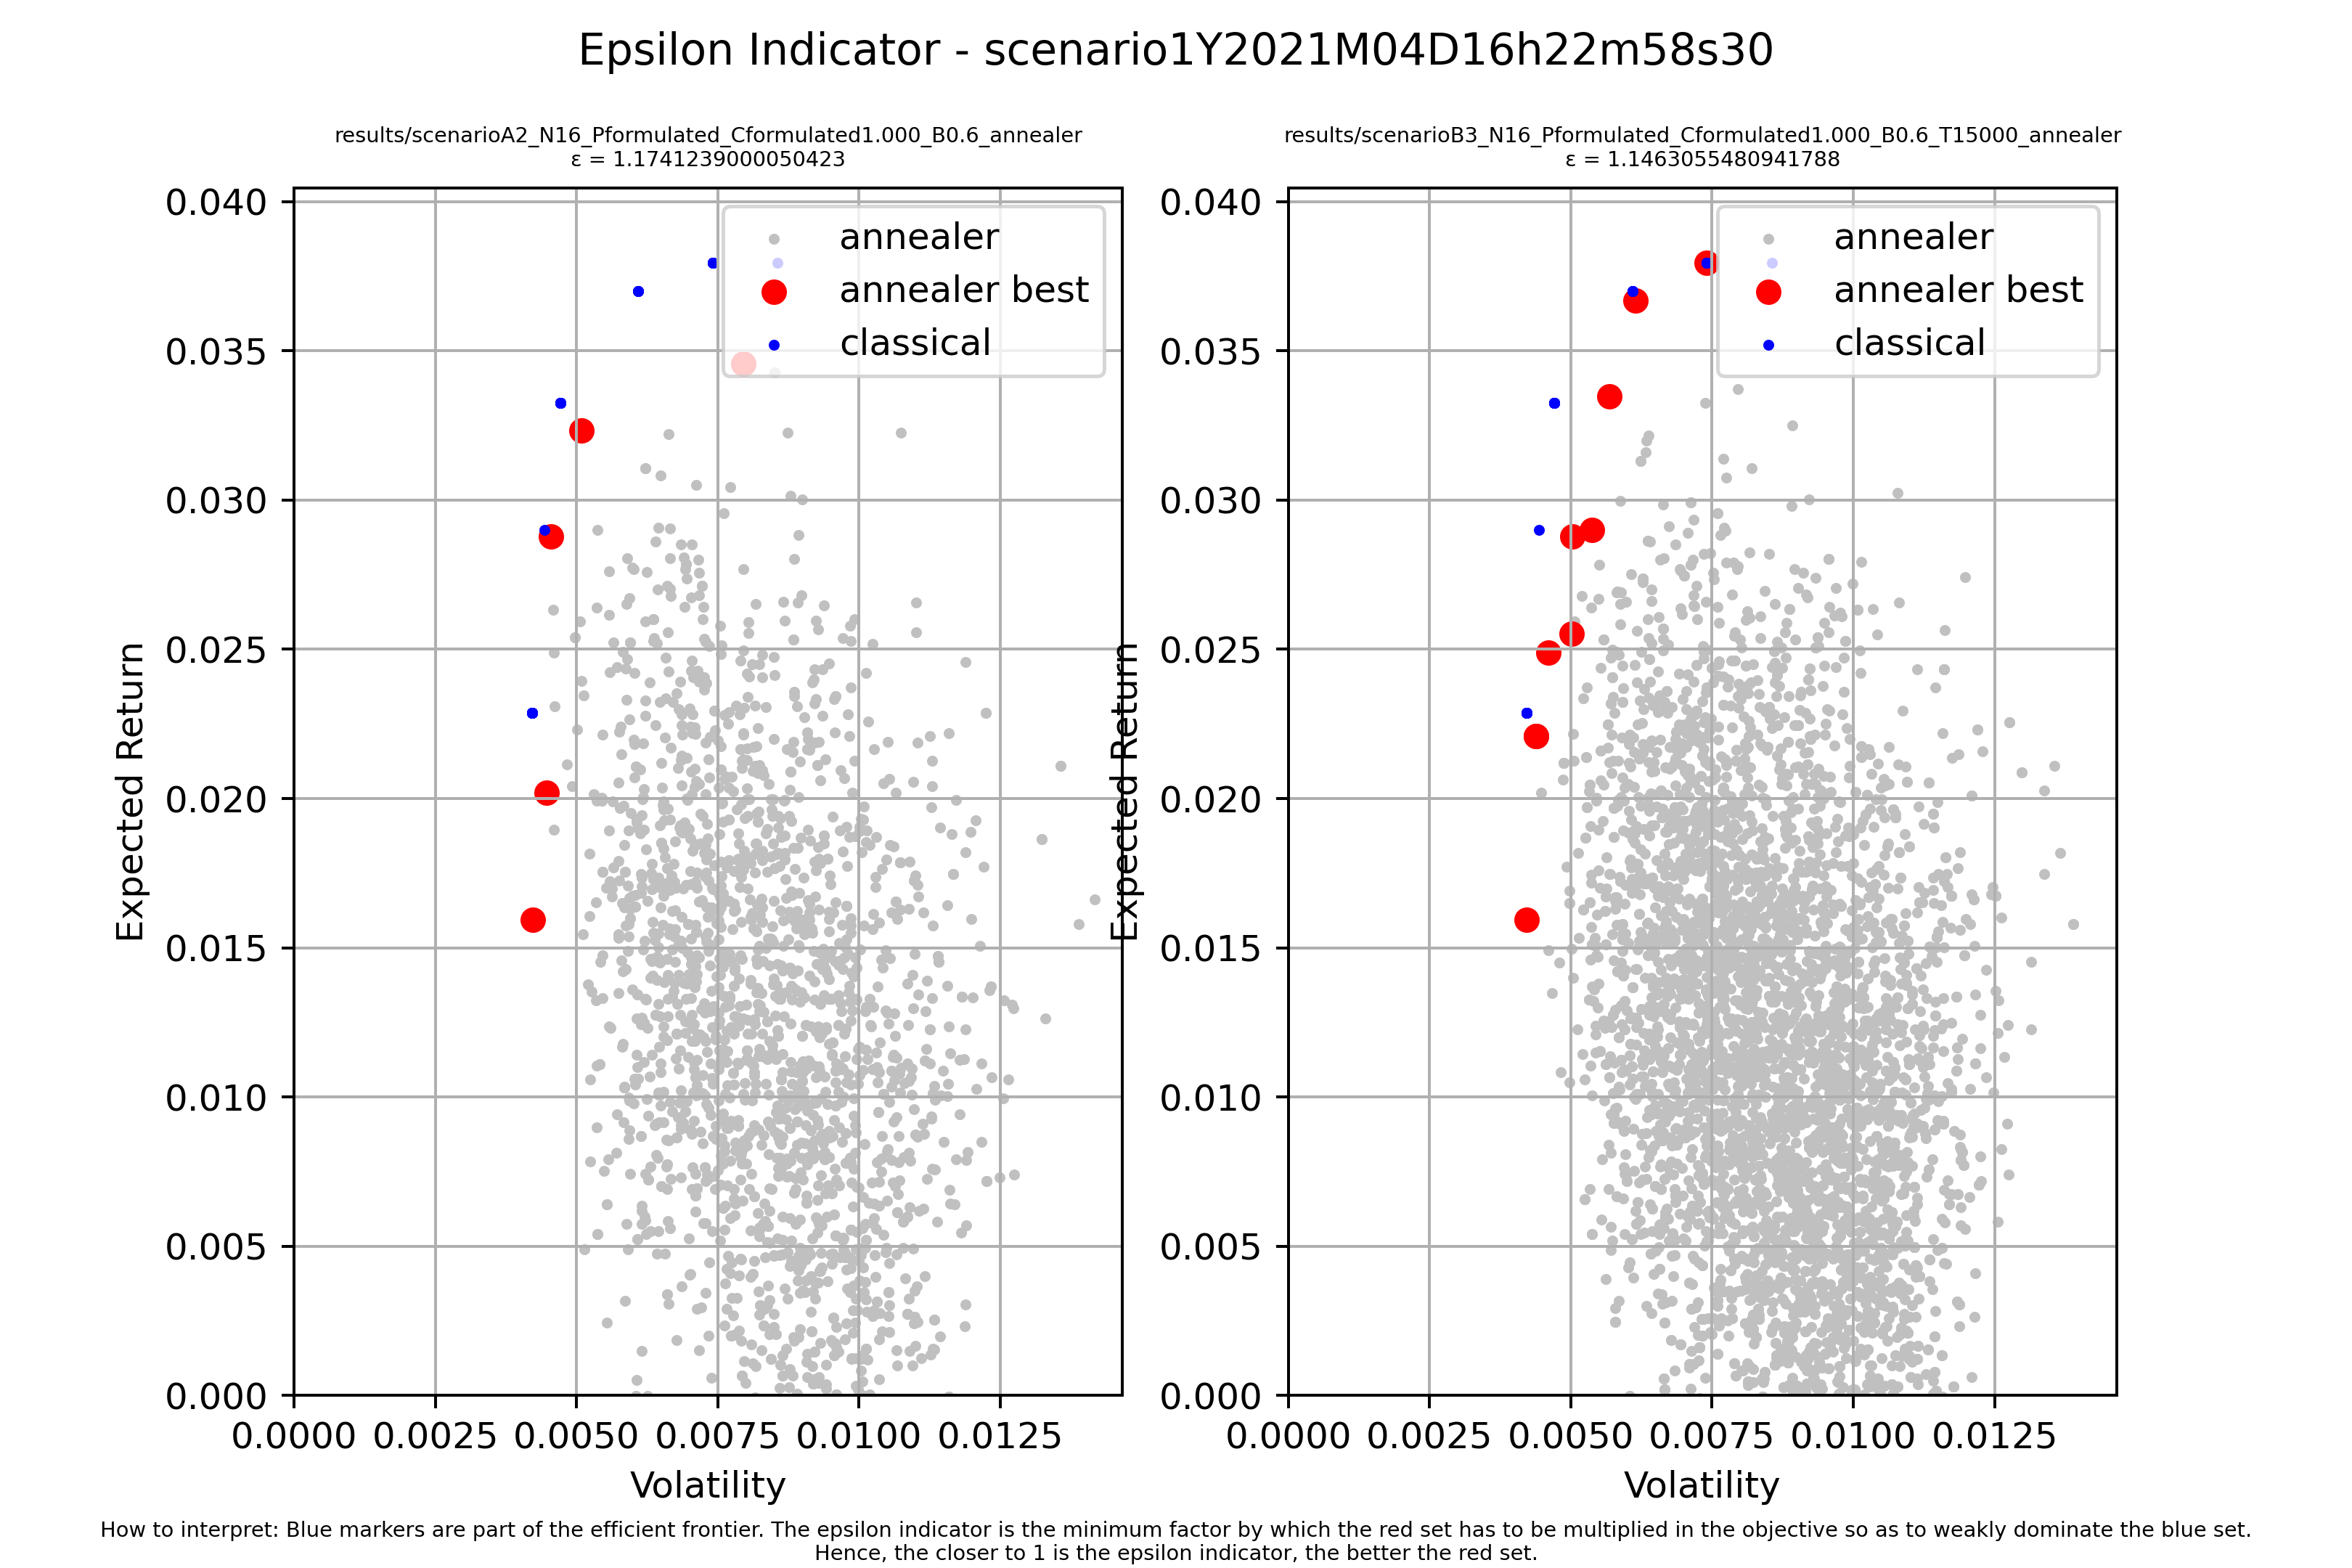 Epsilon Indicator - scenario1Y2021M04D16h22m58s30
results/scenarioA2_N16_Pformulated_Cformulated1.000_B0.6_annealer
ε = 1.1741239000050423
0.040
0.035
0.030
0.025
0.020
0.015
0.010
0.005
0.000
Expected Return
annealer
annealer best
classical
0.0000 0.0025 0.0050 0.0075 0.0100 0.0125
Volatility
results/scenarioB3_N16_Pformulated_Cformulated1.000_B0.6_T15000_annealer
ε = 1.1463055480941788
0.040
0.035
0.030
0.025
0.020
0.015
0.010
0.005
0.000
Expected Return
annealer
annealer best
classical
0.0000 0.0025 0.0050 0.0075 0.0100 0.0125
Volatility
How to interpret: Blue markers are part of the efficient frontier. The epsilon indicator is the minimum factor by which the red set has to be multiplied in the objective so as to weakly dominate the blue set.
Hence, the closer to 1 is the epsilon indicator, the better the red set.